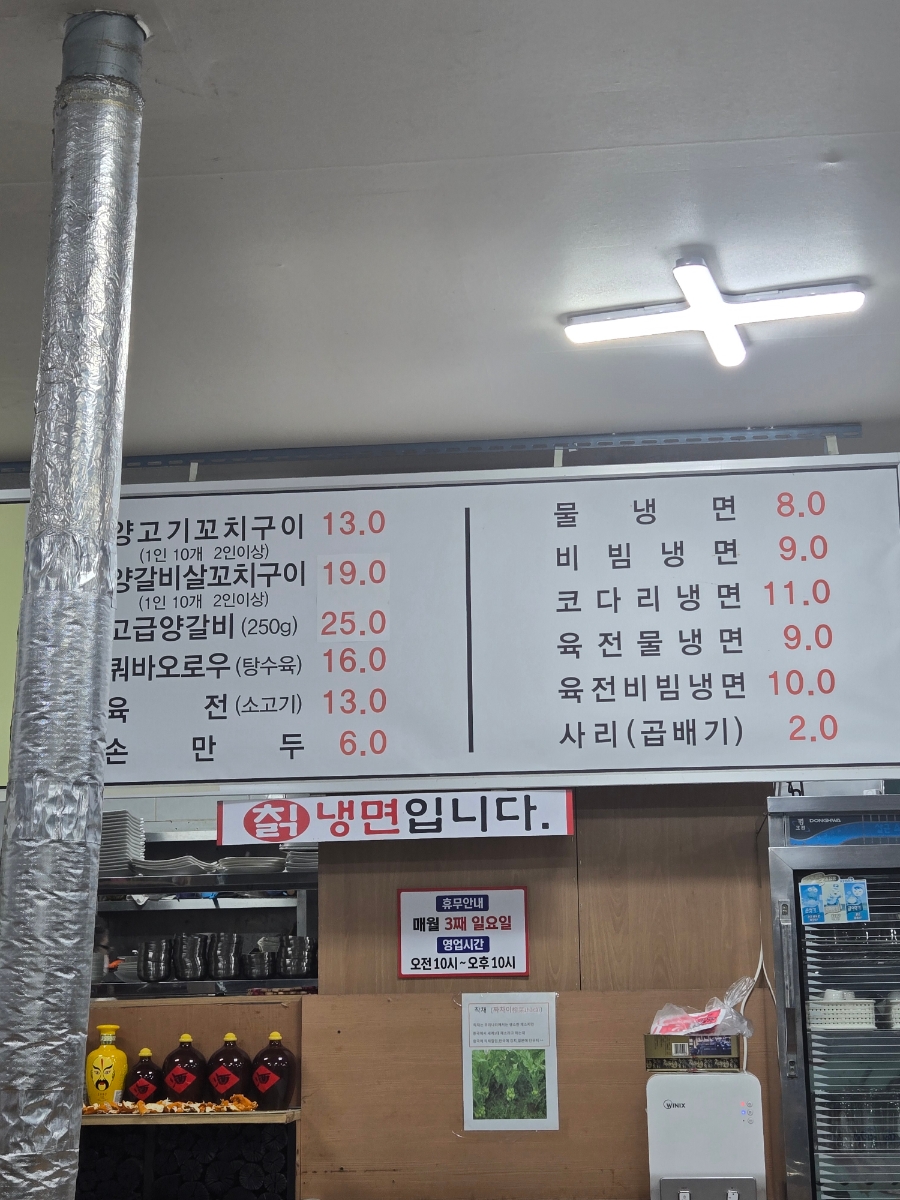 양고기꼬치구이 13.0
(1인 10개 2인이상)
양갈비살꼬치구이 19.0
(1인 10개 2인이상)
고급양갈비 (250g) 25.0
꿔바오로우 (탕수육) 16.0
육전 (소고기) 13.0
손만두 6.0
물냉면 8.0
비빔냉면 9.0
코다리냉면 11.0
육전물냉면 9.0
육전비빔냉면 10.0
사리(곱배기) 2.0
칡냉면입니다.
휴무안내
매월 3째 일요일
영업시간
오전10시~오후10시
WINIX